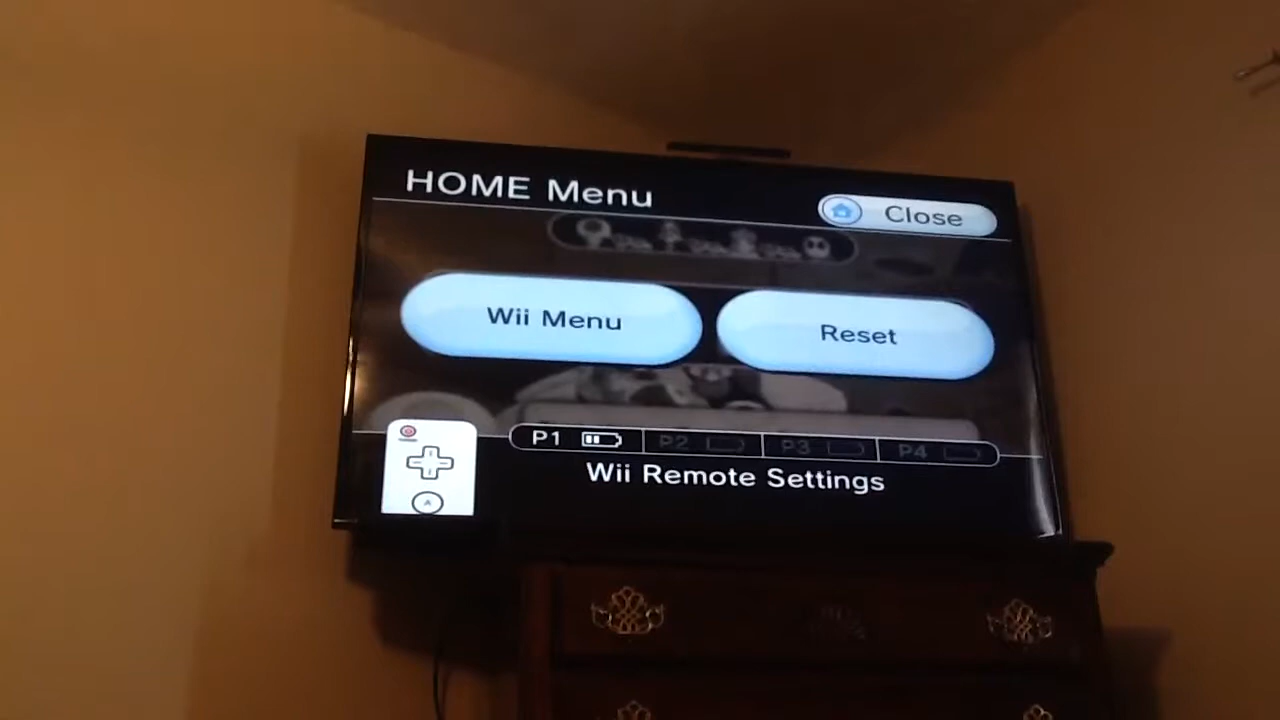 HOME Menu
Close
Wii Menu
Reset
P1 P2 P3 P4
Wii Remote Settings
A